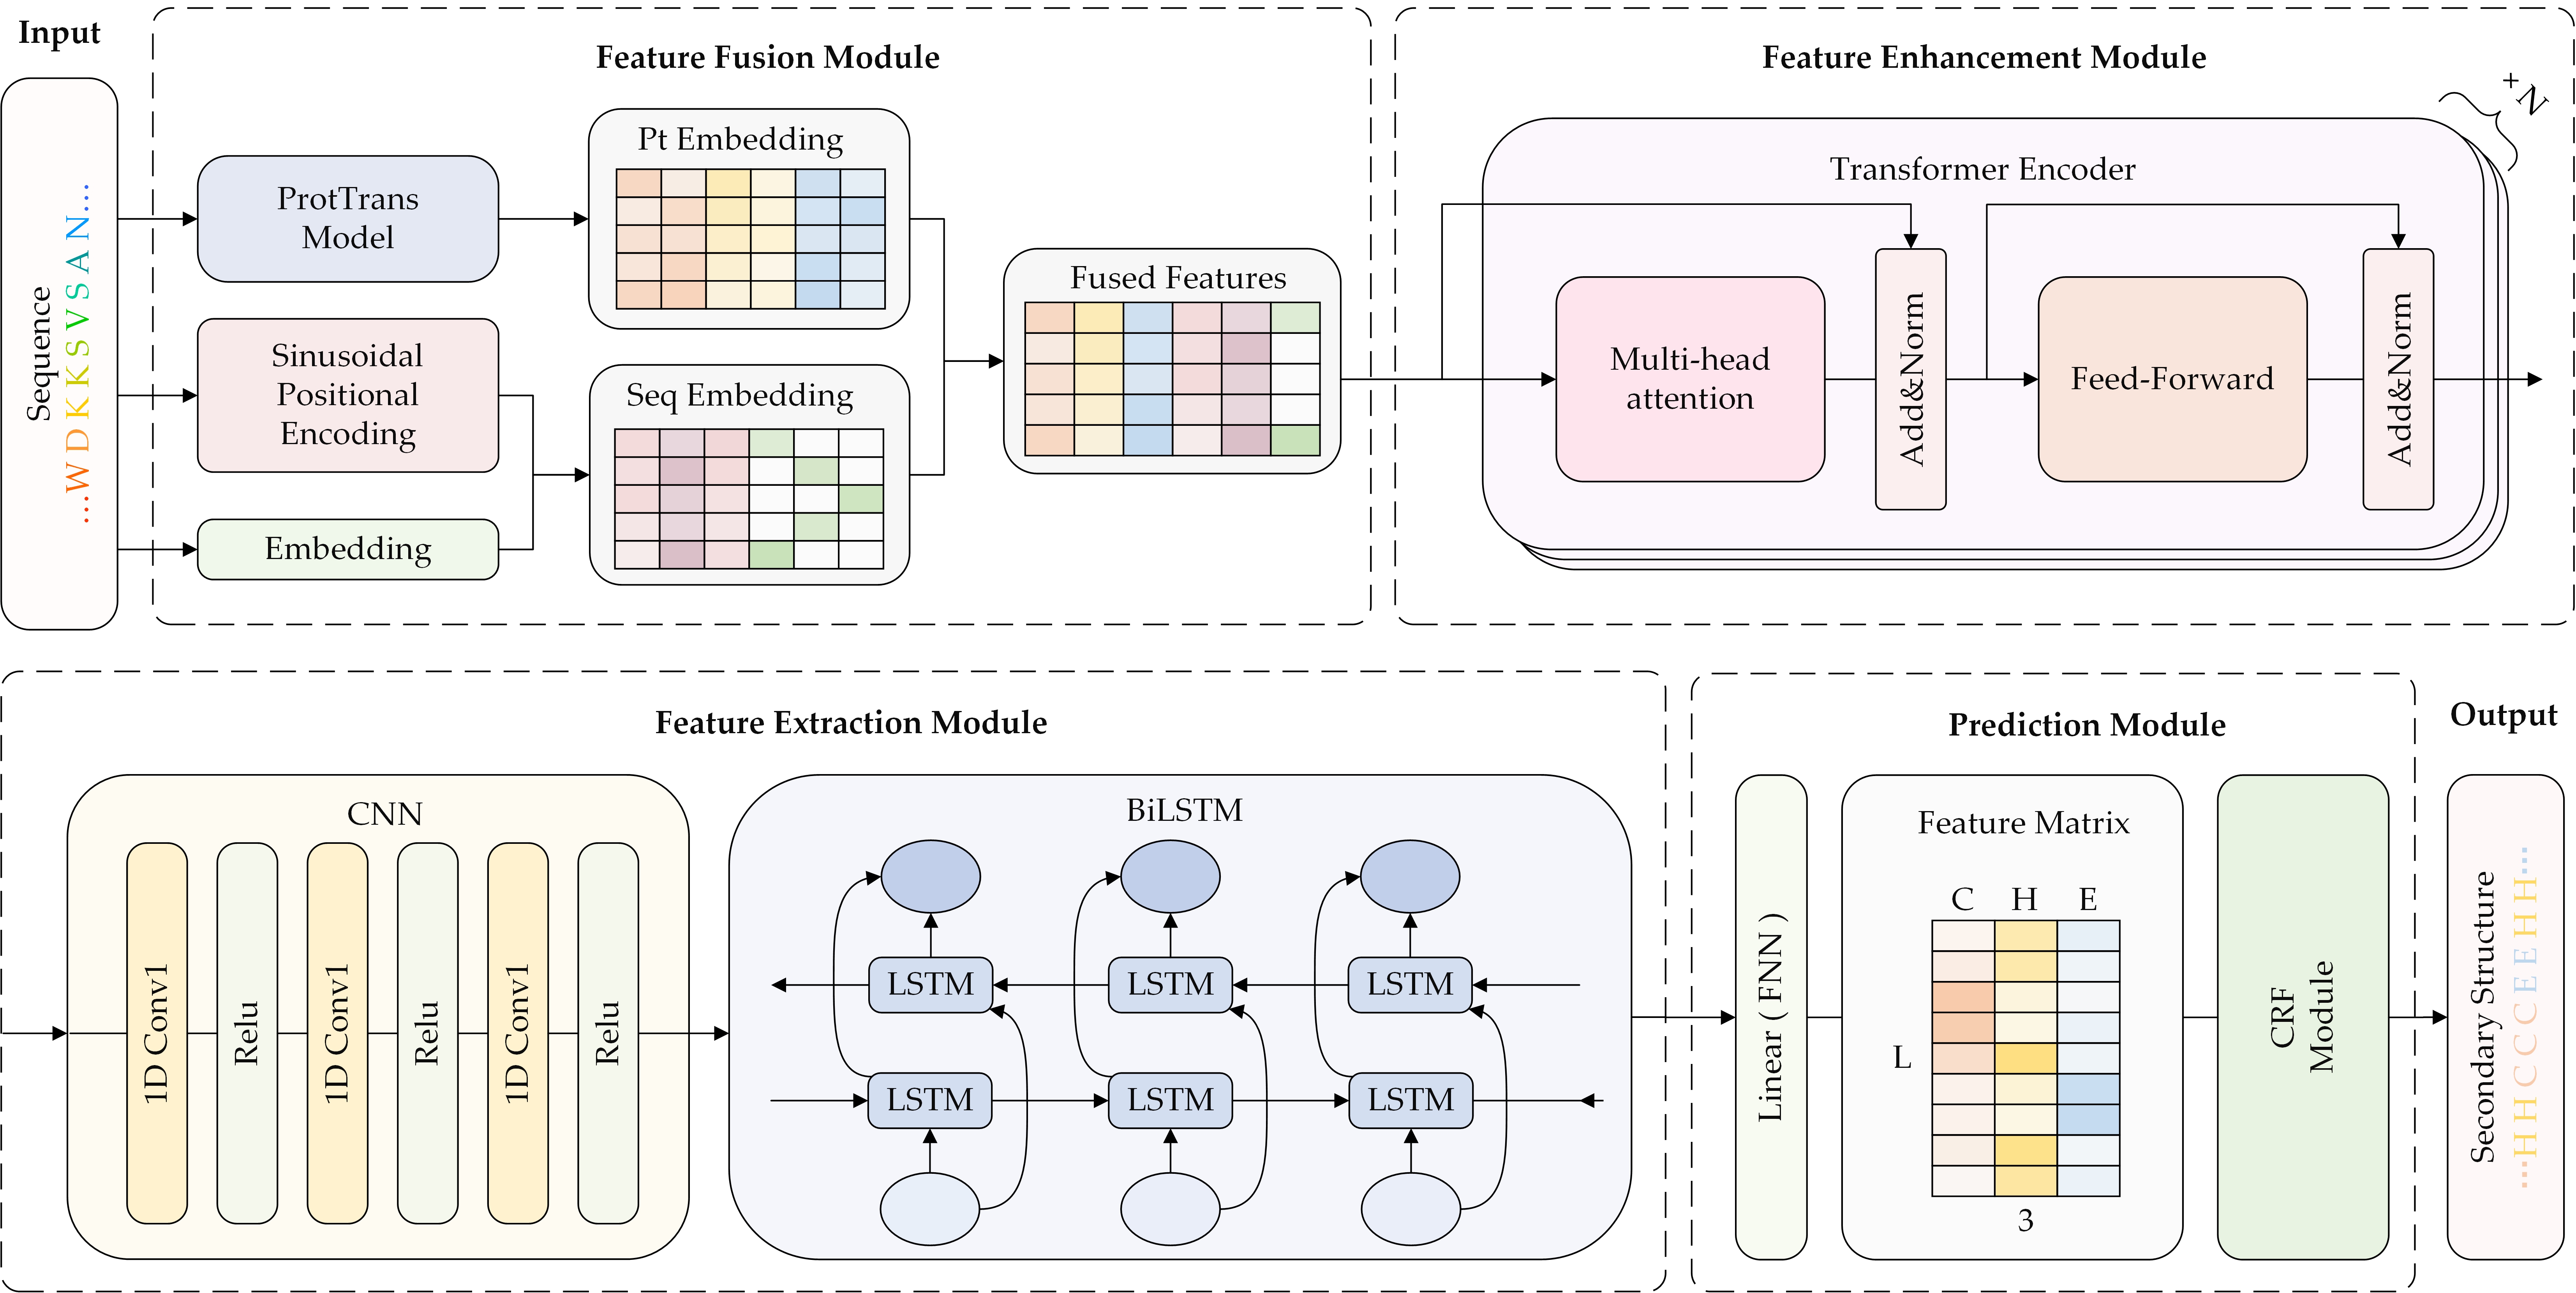 Input
Sequence
...W D K K S V S A N...
Feature Fusion Module
ProtTrans
Model
Sinusoidal
Positional
Encoding
Embedding
Pt Embedding
Seq Embedding
Fused Features
Feature Enhancement Module
+N
Transformer Encoder
Multi-head
attention
Add&Norm
Feed-Forward
Add&Norm
Feature Extraction Module
CNN
1D Conv1
Relu
1D Conv1
Relu
1D Conv1
Relu
BiLSTM
LSTM
LSTM
LSTM
LSTM
LSTM
LSTM
Prediction Module
Linear ( FNN )
Feature Matrix
C H E
L
3
CRF
Module
Output
Secondary Structure
...H H C C C E E H H...